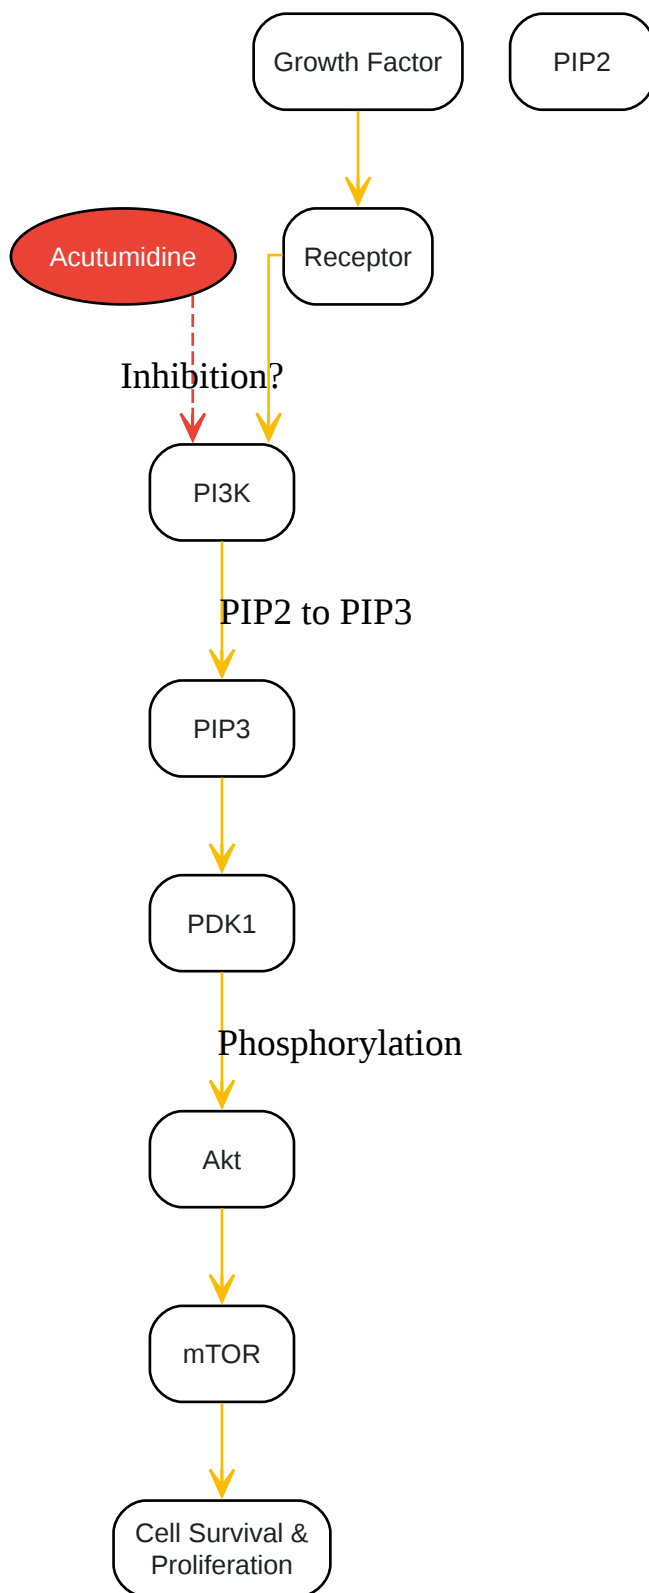 Growth Factor
PIP2
Acutumidine
Receptor
Inhibition?
PI3K
PIP2 to PIP3
PIP3
PDK1
Phosphorylation
Akt
mTOR
Cell Survival &
Proliferation